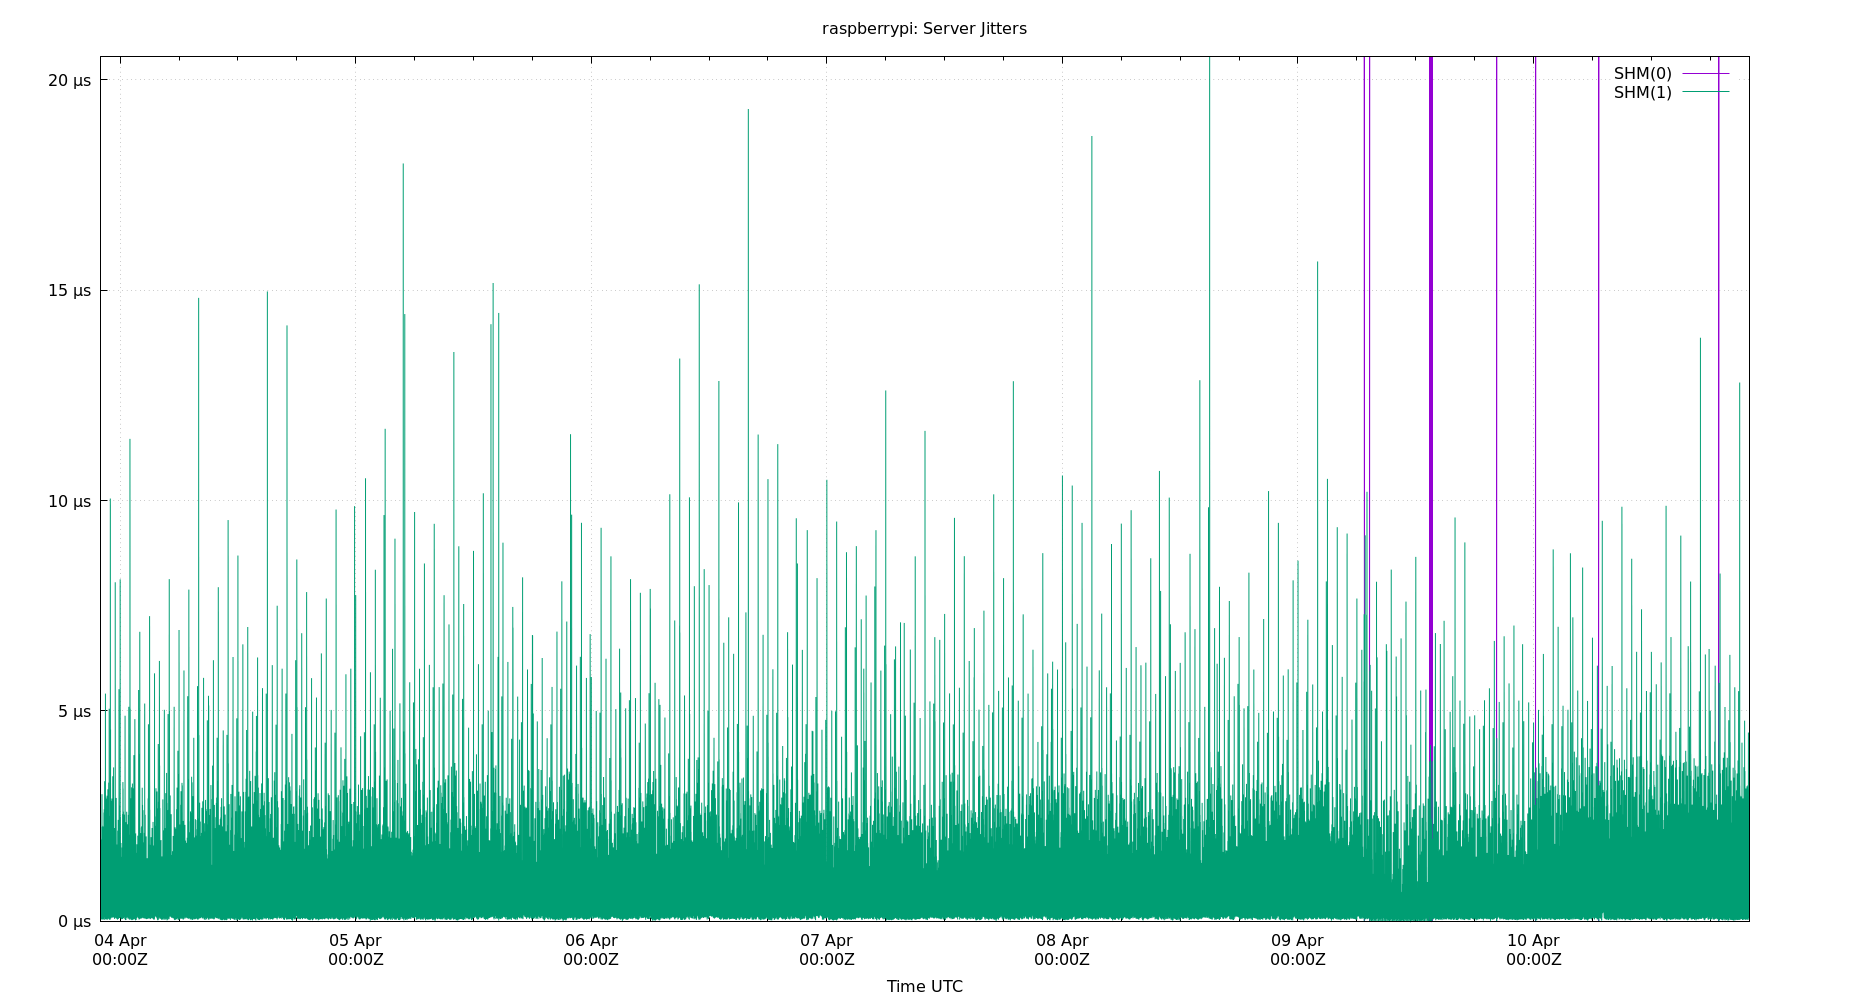 raspberrypi: Server Jitters
SHM(0)
SHM(1)
20 µs
15 µs
10 µs
5 µs
0 µs
04 Apr 05 Apr 06 Apr 07 Apr 08 Apr 09 Apr 10 Apr
00:00Z 00:00Z 00:00Z 00:00Z 00:00Z 00:00Z 00:00Z
Time UTC